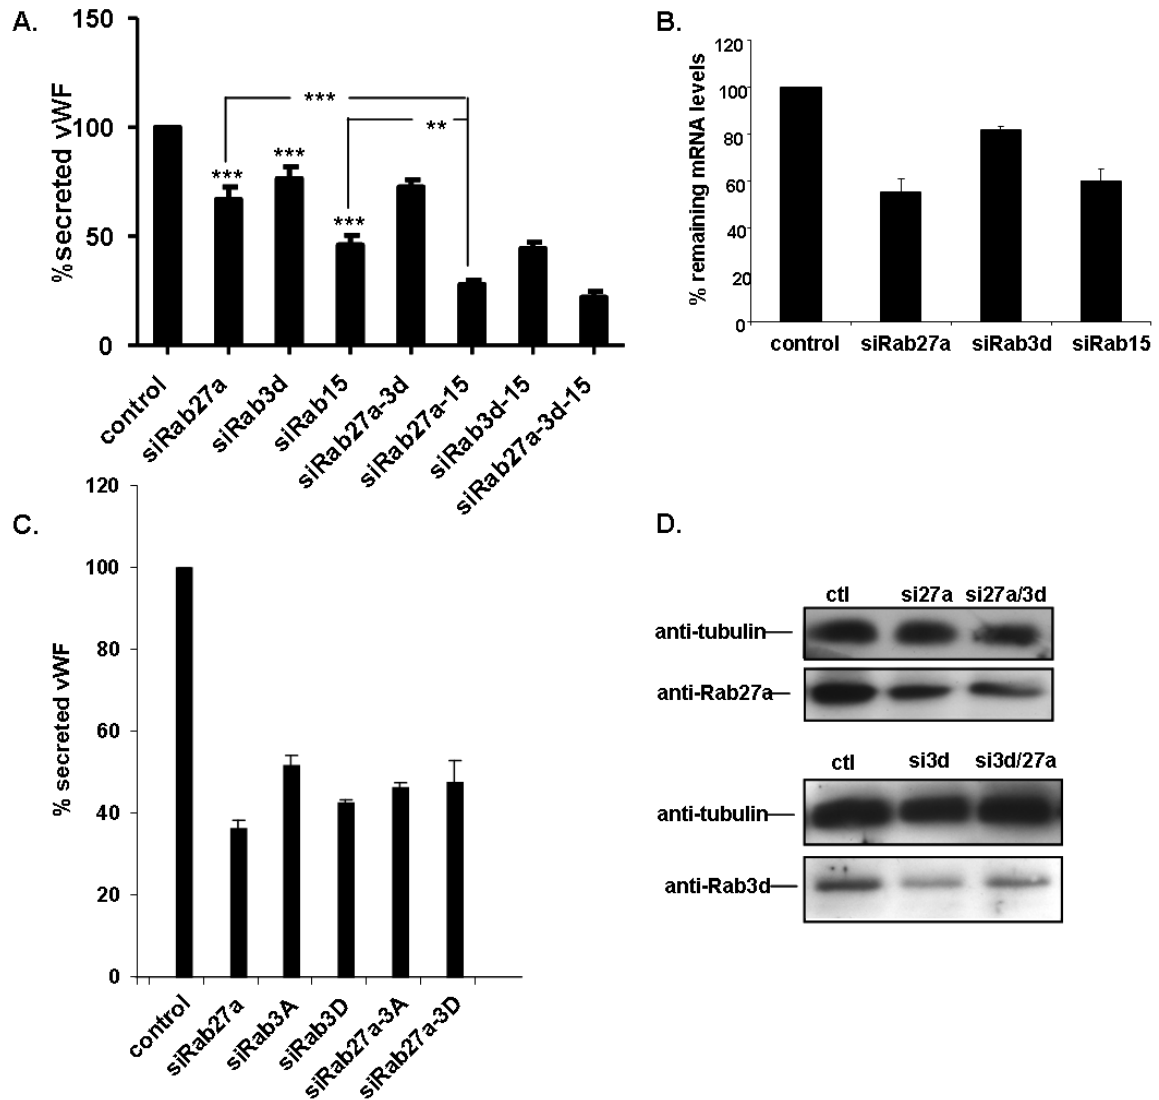 A.
150
100
50
0
%secreted vWF
***
**
***
***
***
control
siRab27a
siRab3d
siRab15
siRab27a-3d
siRab27a-15
siRab3d-15
siRab27a-3d-15
B.
120
100
80
60
40
20
0
% remaining mRNA levels
control
siRab27a
siRab3d
siRab15
C.
120
100
80
60
40
20
0
% secreted vWF
control
siRab27a
siRab3A
siRab3D
siRab27a-3A
siRab27a-3D
D.
ctl si27a si27a/3d
anti-tubulin
anti-Rab27a
ctl si3d si3d/27a
anti-tubulin
anti-Rab3d